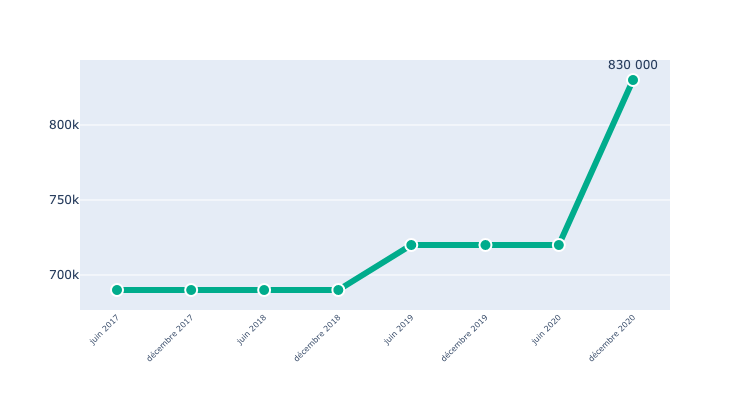 830 000
800k
750k
700k
juin 2017
décembre 2017
juin 2018
décembre 2018
juin 2019
décembre 2019
juin 2020
décembre 2020